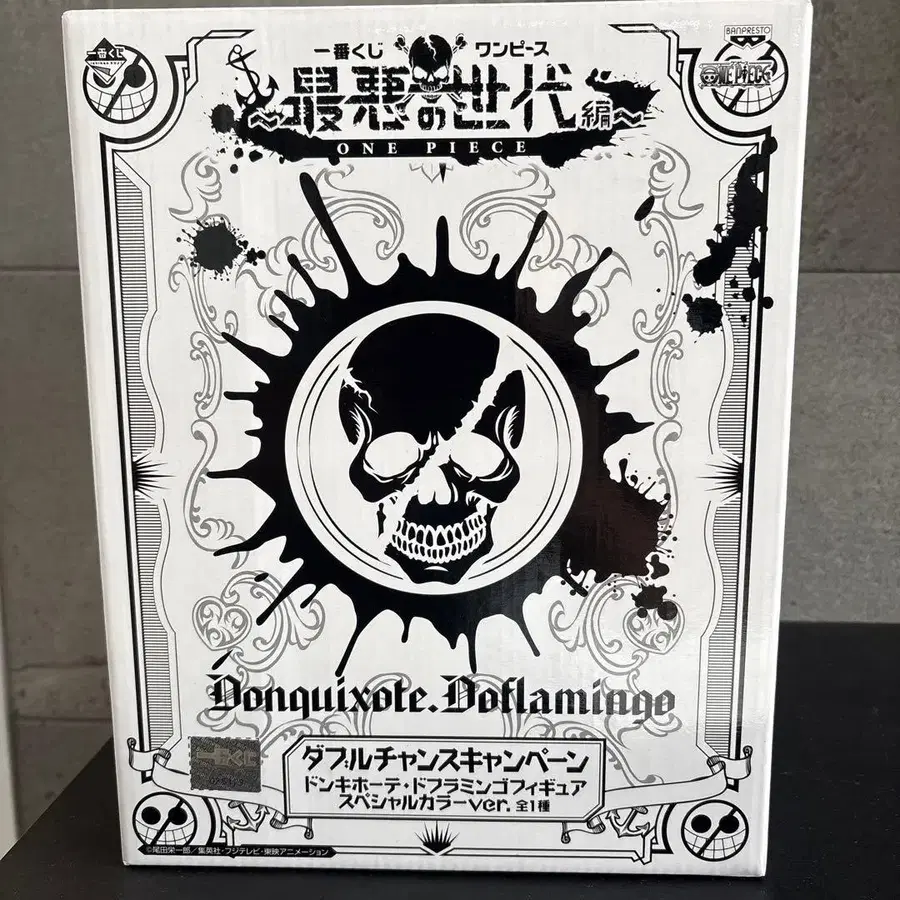 一番くじ
一番くじ ワンピース
BANPRESTO
ONE PIECE
～最悪の世代編～
ONE PIECE
Donquixote.Doflamingo
ダブルチャンスキャンペーン
ドンキホーテ・ドフラミンゴフィギュア
スペシャルカラーver. 全1種
©尾田栄一郎／集英社・フジテレビ・東映アニメーション